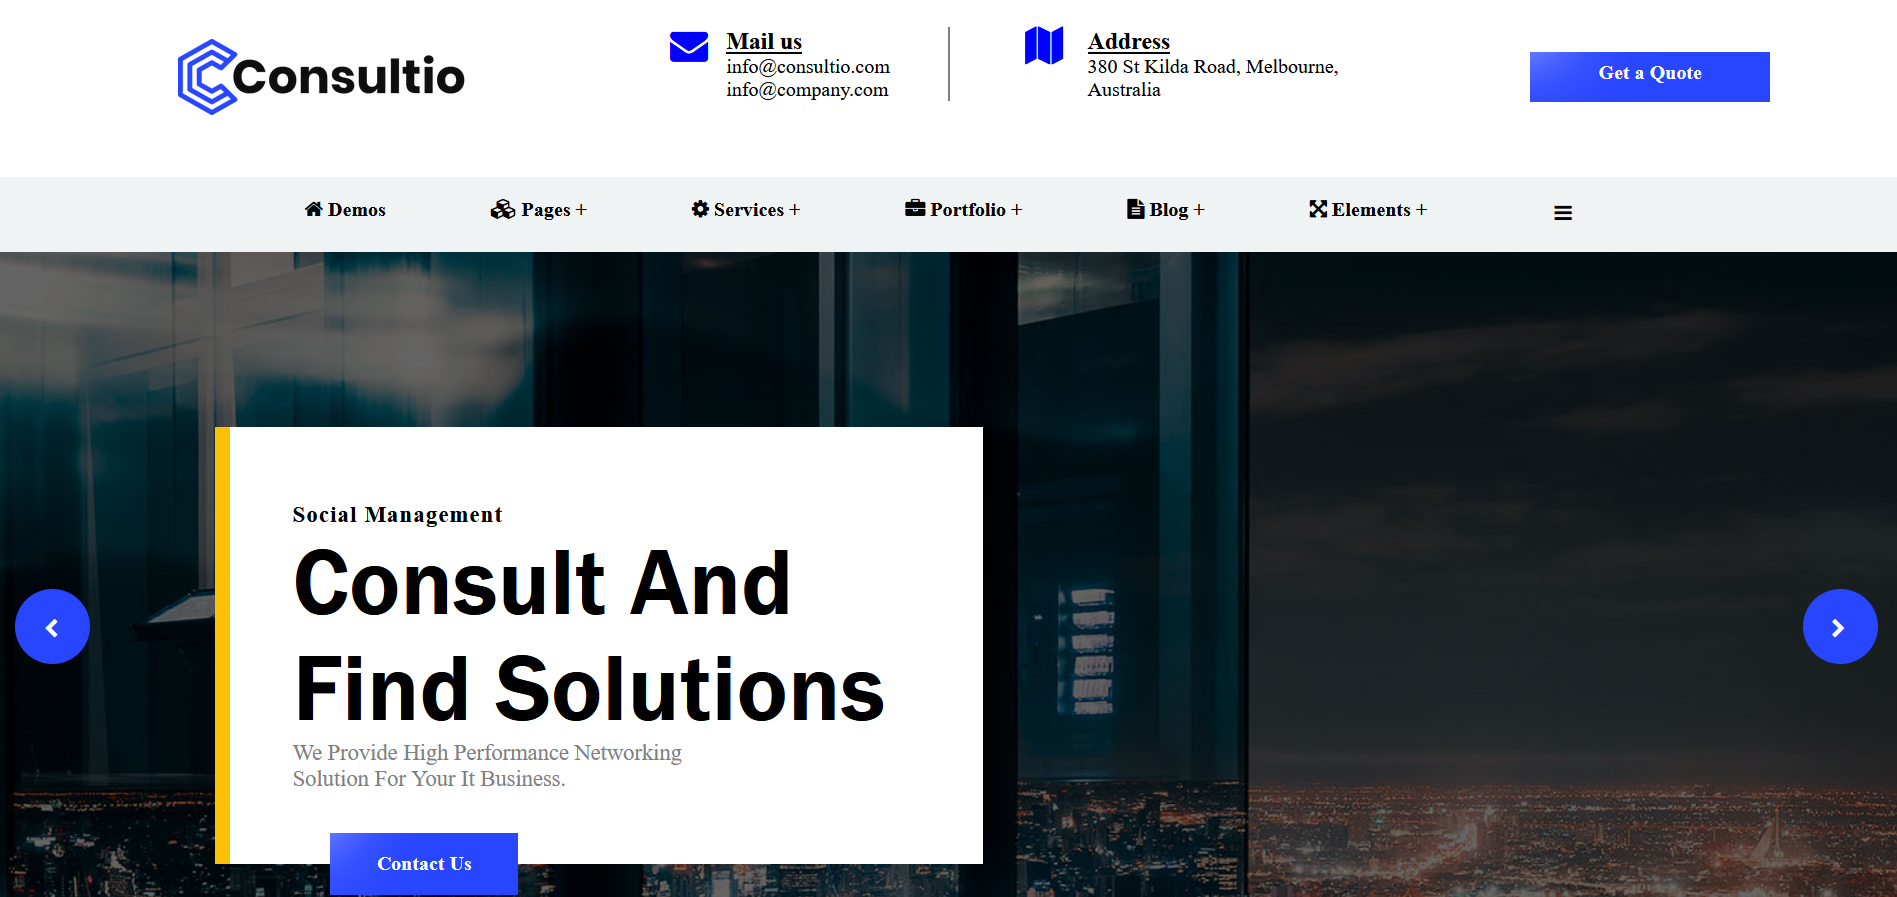 Consultio
Mail us
info@consultio.com
info@company.com
Address
380 St Kilda Road, Melbourne,
Australia
Get a Quote
Demos
Pages +
Services +
Portfolio +
Blog +
Elements +
Social Management
Consult And
Find Solutions
We Provide High Performance Networking
Solution For Your It Business.
Contact Us